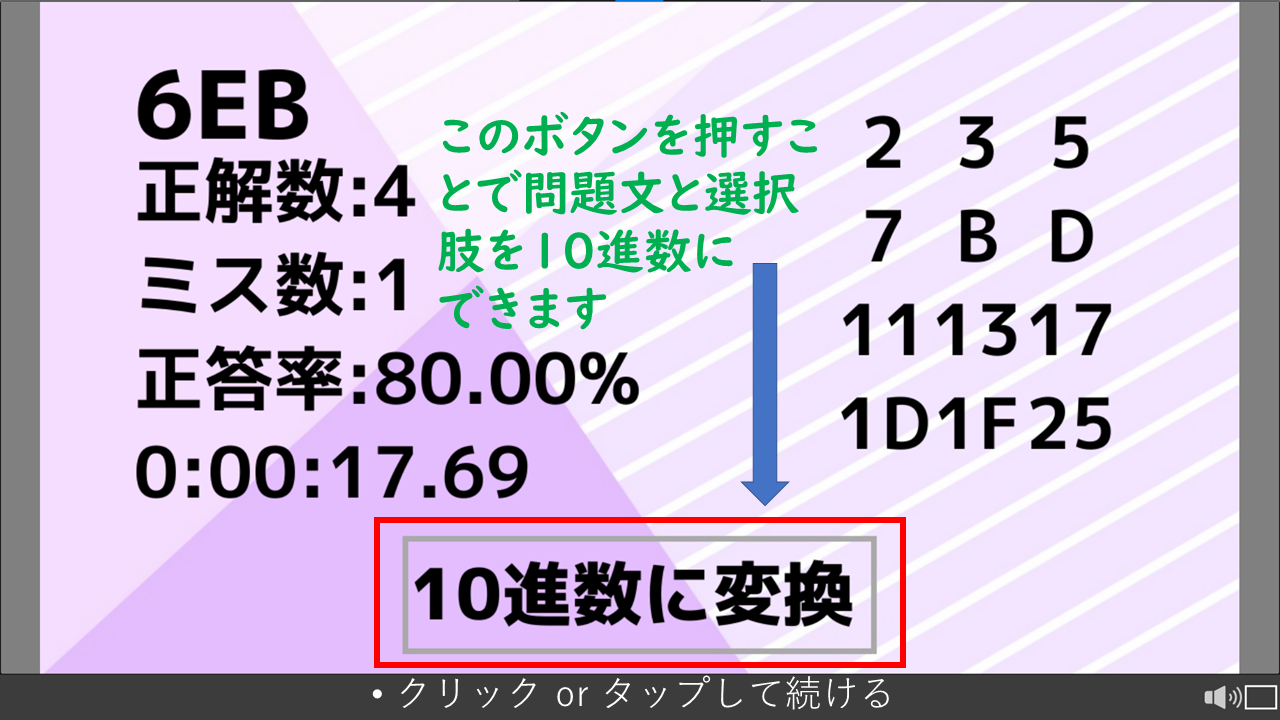 6EB
正解数:4
ミス数:1
正答率:80.00%
0:00:17.69
このボタンを押すこ
とで問題文と選択
肢を10進数に
できます
2 3 5
7 B D
11 13 17
1D 1F 25
10進数に変換
• クリック or タップして続ける